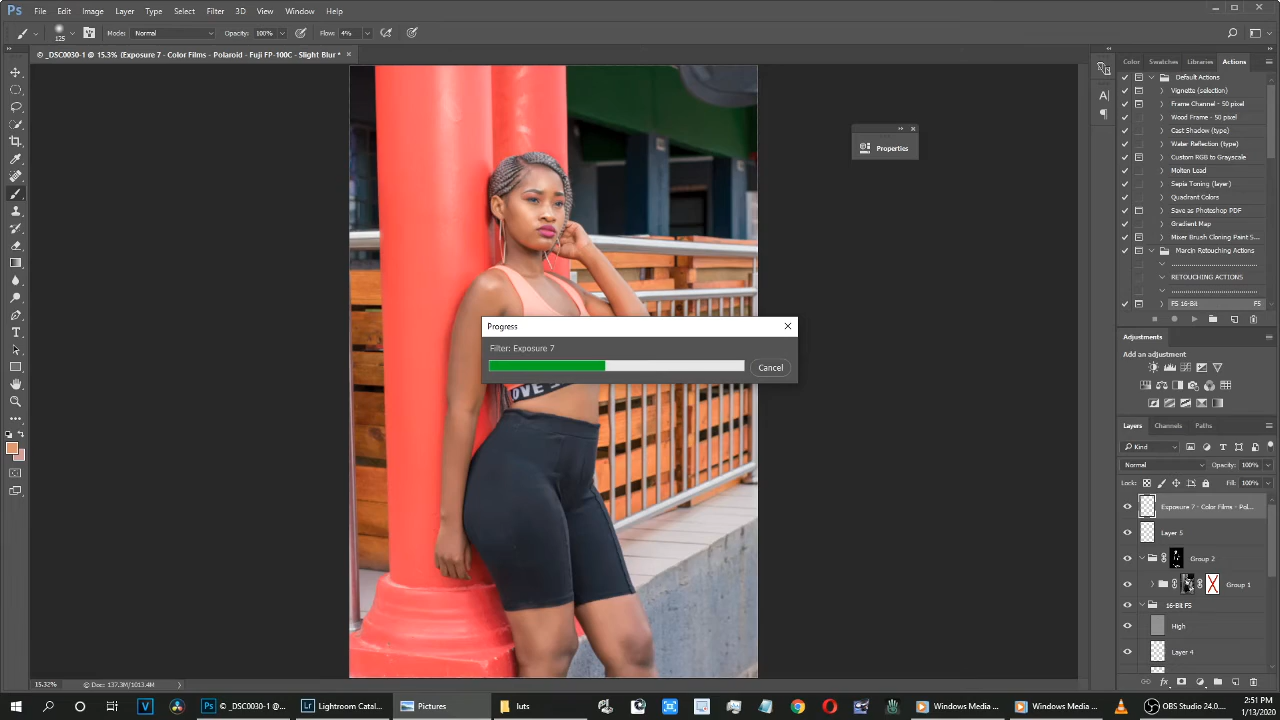 Ps File Edit Image Layer Type Select Filter 3D View Window Help
125 Mode: Normal Opacity: 100% Flow: 4%
© _DSC0030-1 @ 15.3% (Exposure 7 - Color Films - Polaroid - Fuji FP-100C - Slight Blur * ×
Color Swatches Libraries Actions
Default Actions
Vignette (selection)
Frame Channel - 50 pixel
Wood Frame - 50 pixel
Cast Shadow (type)
Water Reflection (type)
Custom RGB to Grayscale
Molten Lead
Sepia Toning (layer)
Quadrant Colors
Save as Photoshop PDF
Gradient Map
Mixer Brush Cloning Paint S...
Marcin Retouching Actions
RETOUCHING ACTIONS
FS 16-Bit F5
Properties
Progress
Filter: Exposure 7
Cancel
OVE
Adjustments
Add an adjustment
Layers Channels Paths
Kind
Normal Opacity: 100%
Lock: Fill: 100%
Exposure 7 - Color Films - Pol...
Layer 5
Group 2
Group 1
16-Bit FS
High
Layer 4
15.32% Doc: 137.3M/1013.4M
Ps © _DSC0030-1 @ ... Lr Lightroom Catal... Pictures luts Windows Media ... Windows Media ... OBS Studio 24.0....
2:51 PM
1/13/2020